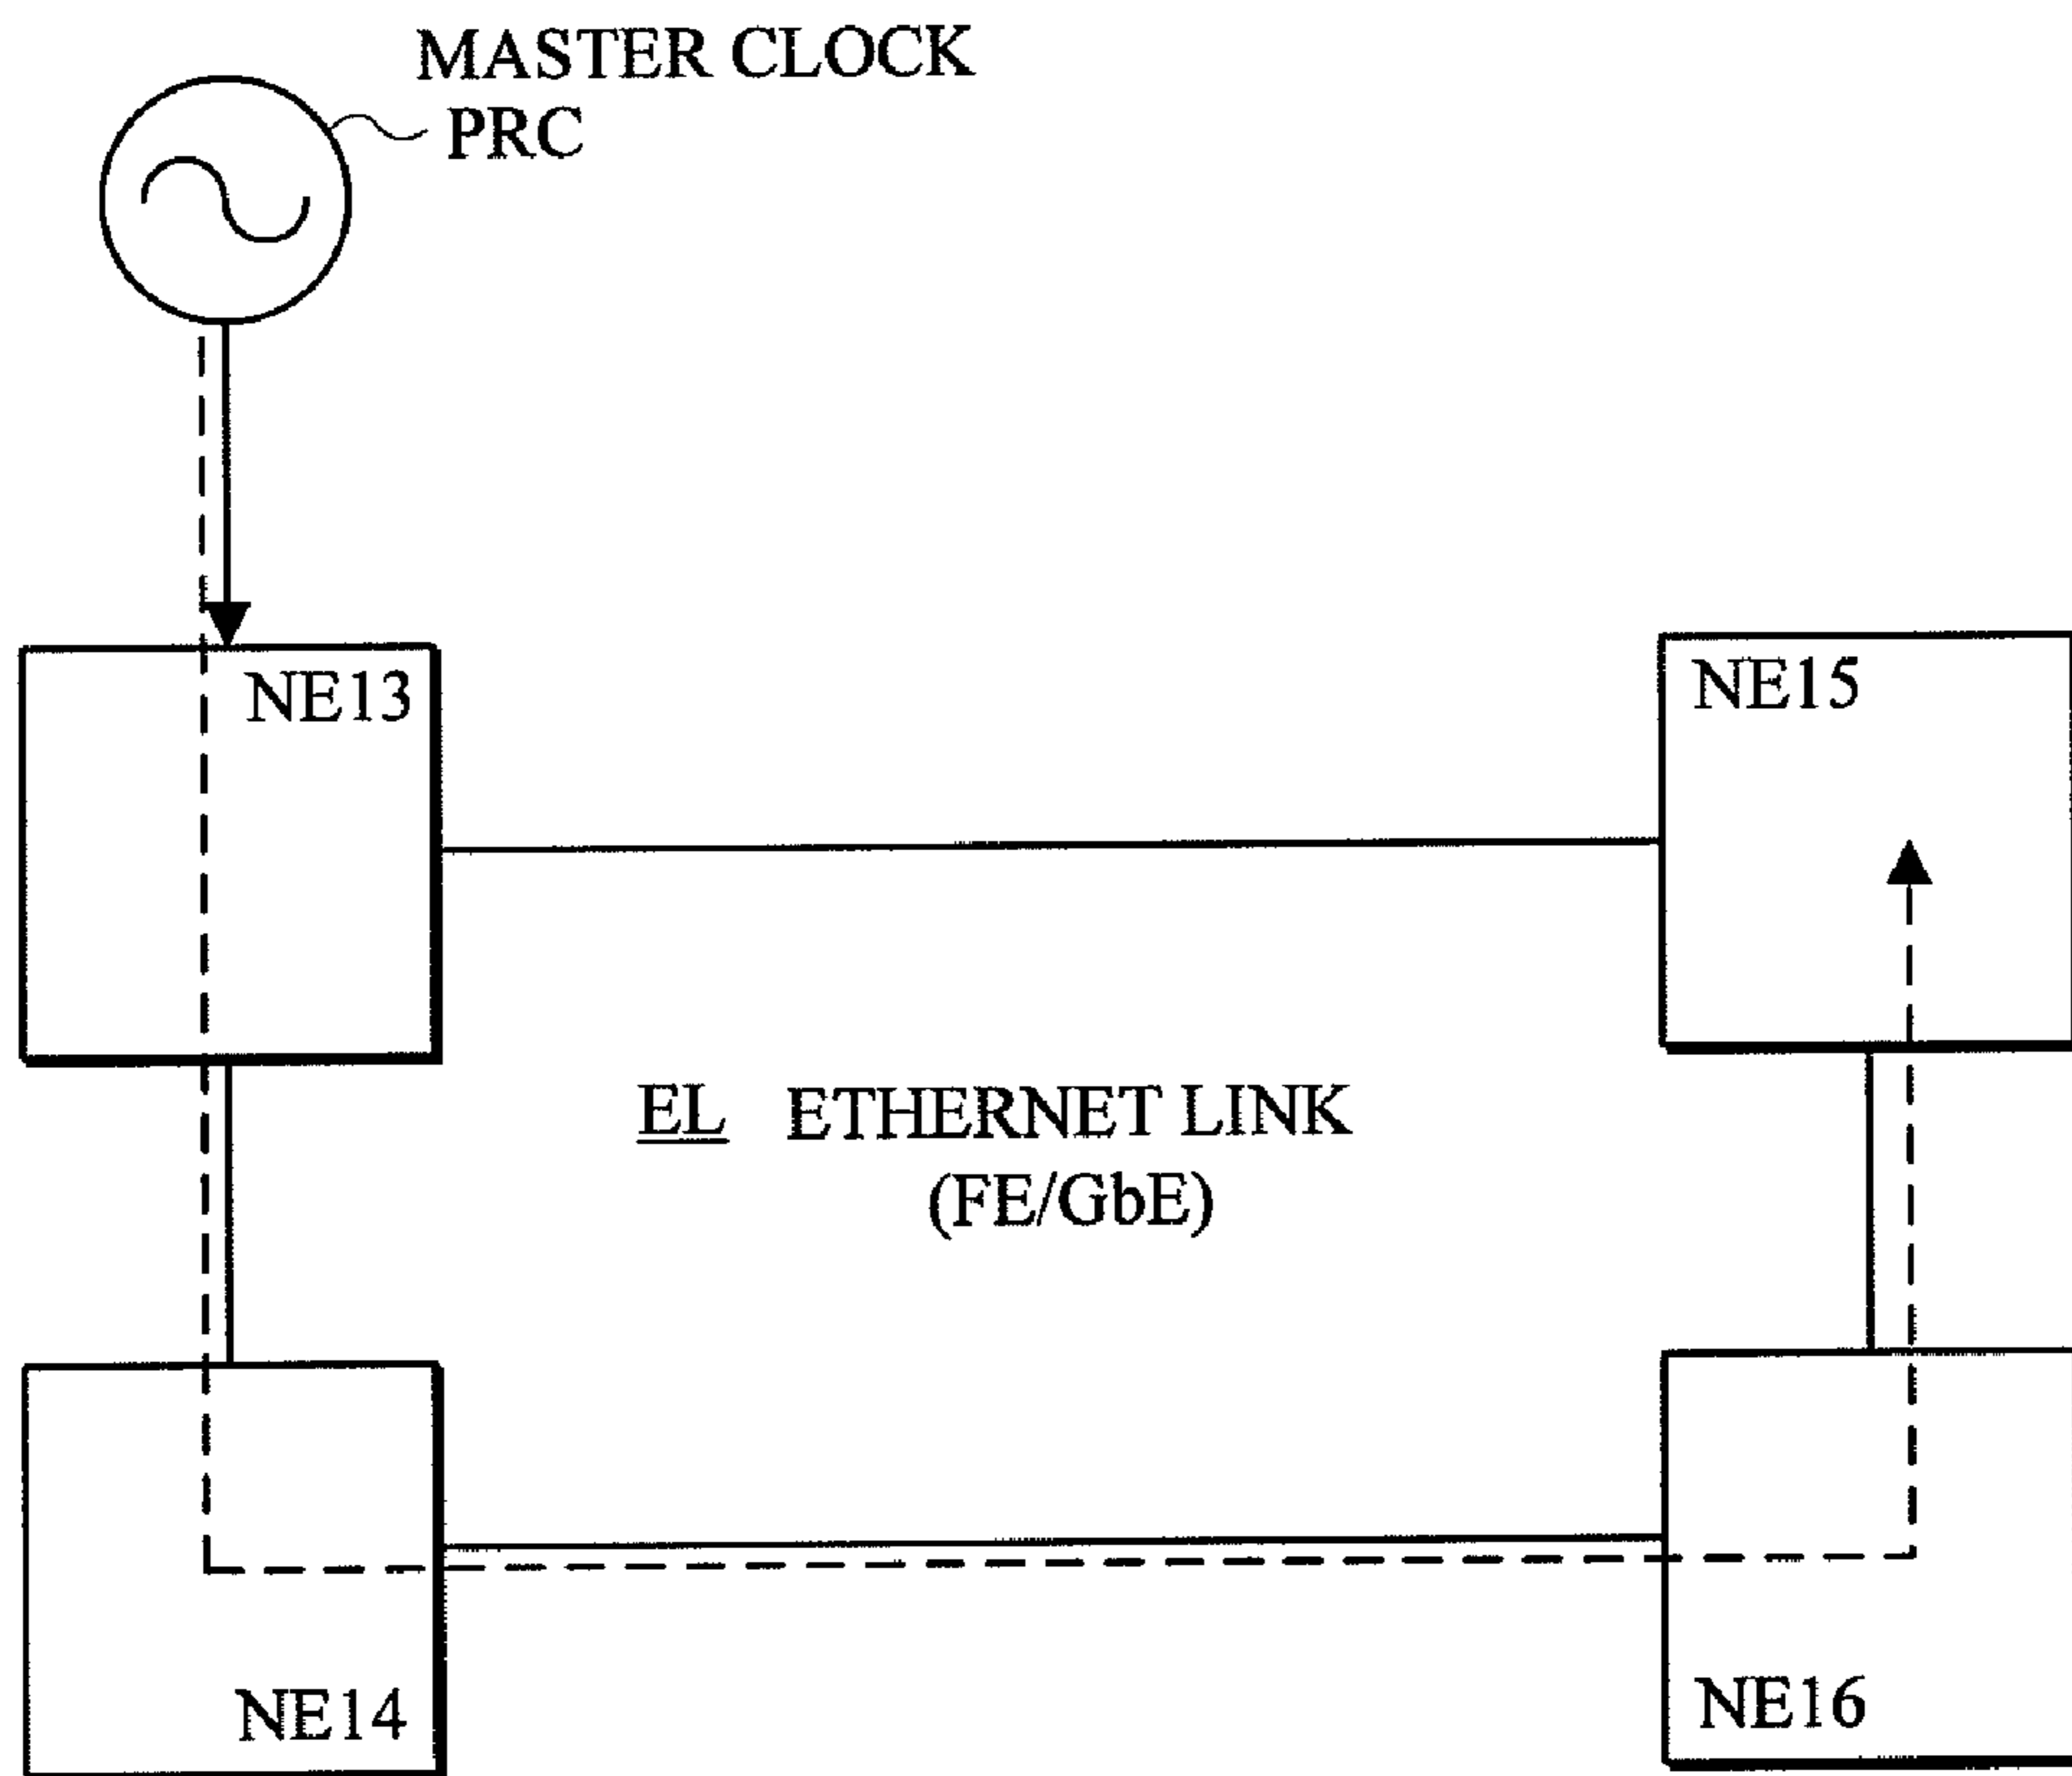 MASTER CLOCK
PRC
NE13
NE15
EL ETHERNET LINK
(FE/GbE)
NE14
NE16